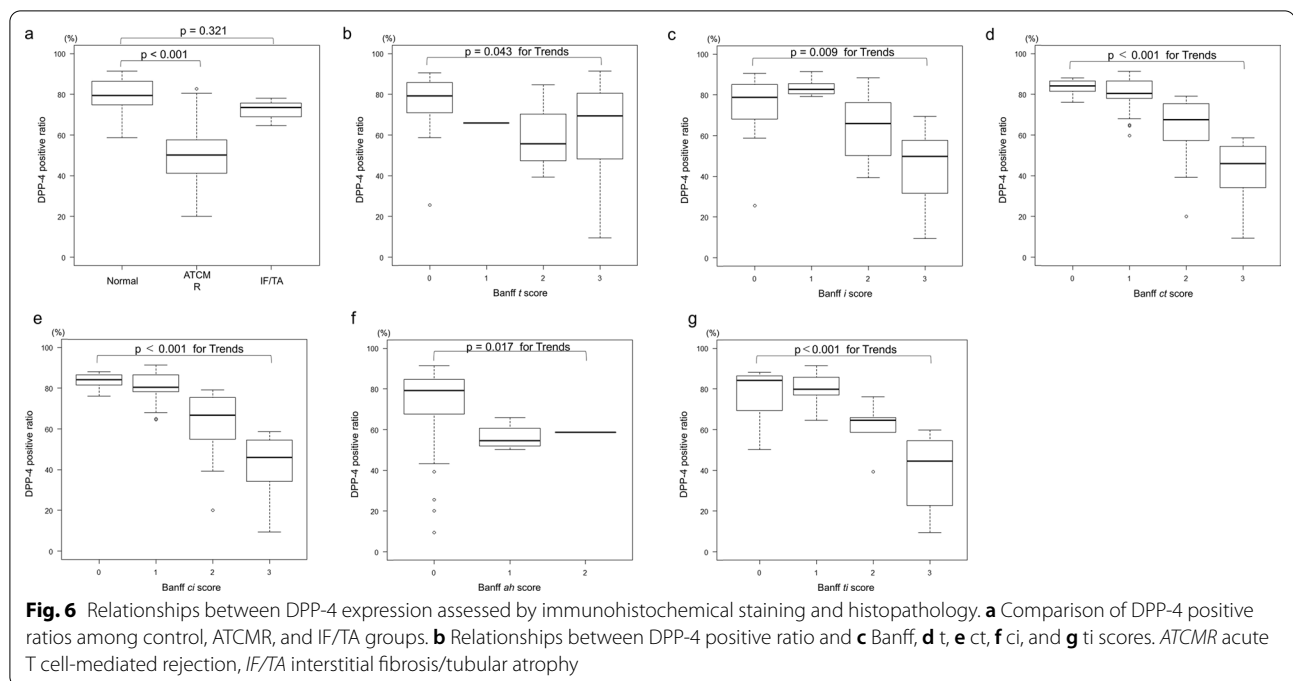 a
(%)
p = 0.321
p < 0.001
100
80
60
40
20
0
DPP-4 positive ratio
Normal
ATCM
R
IF/TA
b
(%)
p = 0.043 for Trends
100
80
60
40
20
0
DPP-4 positive ratio
0 1 2 3
Banff t score
c
(%)
p = 0.009 for Trends
100
80
60
40
20
0
DPP-4 positive ratio
0 1 2 3
Banff i score
d
(%)
p < 0.001 for Trends
100
80
60
40
20
0
DPP-4 positive ratio
0 1 2 3
Banff ct score
e
(%)
p < 0.001 for Trends
100
80
60
40
20
0
DPP-4 positive ratio
0 1 2 3
Banff ci score
f
(%)
p = 0.017 for Trends
100
80
60
40
20
0
DPP-4 positive ratio
0 1 2
Banff ah score
g
(%)
p<0.001 for Trends
100
80
60
40
20
0
DPP-4 positive ratio
0 1 2 3
Banff ti score
Fig. 6 Relationships between DPP-4 expression assessed by immunohistochemical staining and histopathology. a Comparison of DPP-4 positive
ratios among control, ATCMR, and IF/TA groups. b Relationships between DPP-4 positive ratio and c Banff, d t, e ct, f ci, and g ti scores. ATCMR acute
T cell-mediated rejection, IF/TA interstitial fibrosis/tubular atrophy